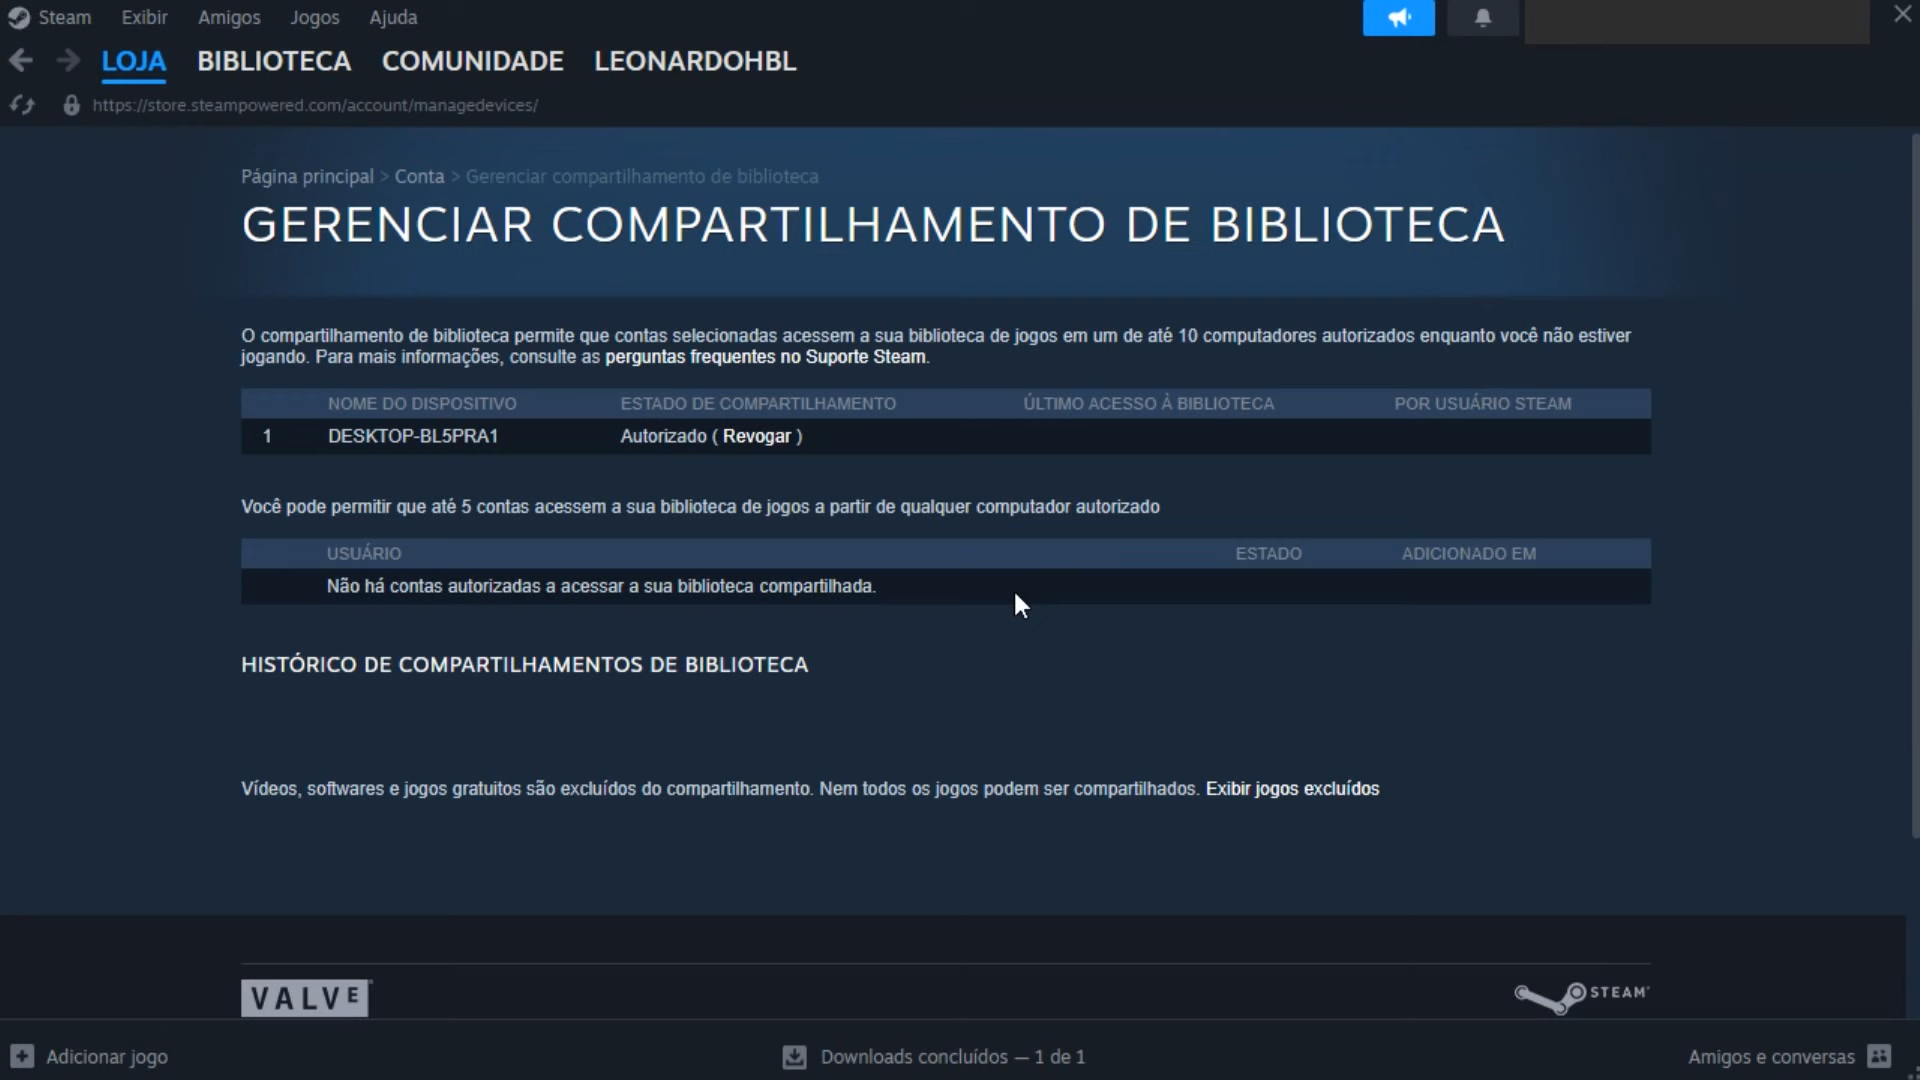 Steam Exibir Amigos Jogos Ajuda
LOJA BIBLIOTECA COMUNIDADE LEONARDOHBL
https://store.steampowered.com/account/managedevices/
Página principal > Conta > Gerenciar compartilhamento de biblioteca
GERENCIAR COMPARTILHAMENTO DE BIBLIOTECA
O compartilhamento de biblioteca permite que contas selecionadas acessem a sua biblioteca de jogos em um de até 10 computadores autorizados enquanto você não estiver
jogando. Para mais informações, consulte as perguntas frequentes no Suporte Steam.
NOME DO DISPOSITIVO ESTADO DE COMPARTILHAMENTO ÚLTIMO ACESSO À BIBLIOTECA POR USUÁRIO STEAM
1 DESKTOP-BL5PRA1 Autorizado ( Revogar )
Você pode permitir que até 5 contas acessem a sua biblioteca de jogos a partir de qualquer computador autorizado
USUÁRIO ESTADO ADICIONADO EM
Não há contas autorizadas a acessar a sua biblioteca compartilhada.
HISTÓRICO DE COMPARTILHAMENTOS DE BIBLIOTECA
Vídeos, softwares e jogos gratuitos são excluídos do compartilhamento. Nem todos os jogos podem ser compartilhados. Exibir jogos excluídos
VALVE STEAM
Adicionar jogo Downloads concluídos — 1 de 1 Amigos e conversas